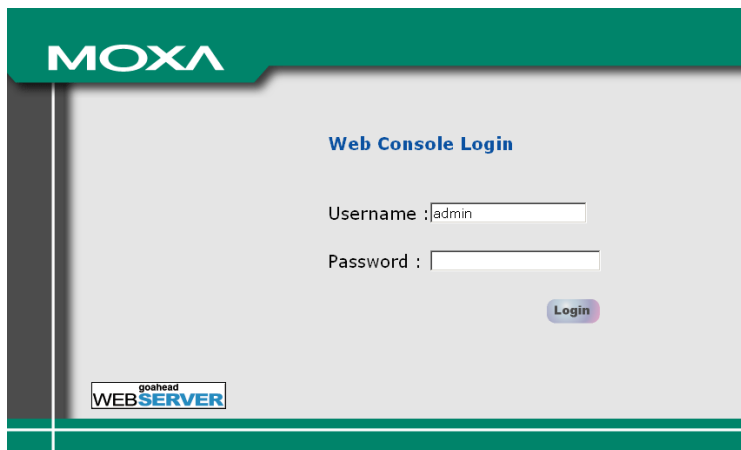 MOXA
Web Console Login
Username : admin
Password :
Login
goahead
WEBSERVER